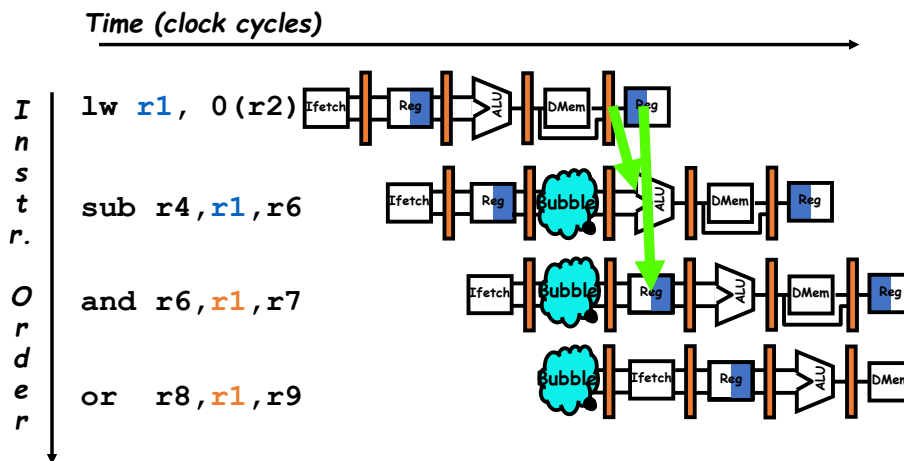 Time (clock cycles)
Instr. Order
lw r1, 0(r2) Ifetch Reg ALU DMem Reg
sub r4,r1,r6 Ifetch Reg Bubble ALU DMem Reg
and r6,r1,r7 Ifetch Bubble Reg ALU DMem Reg
or r8,r1,r9 Bubble Ifetch Reg ALU DMem